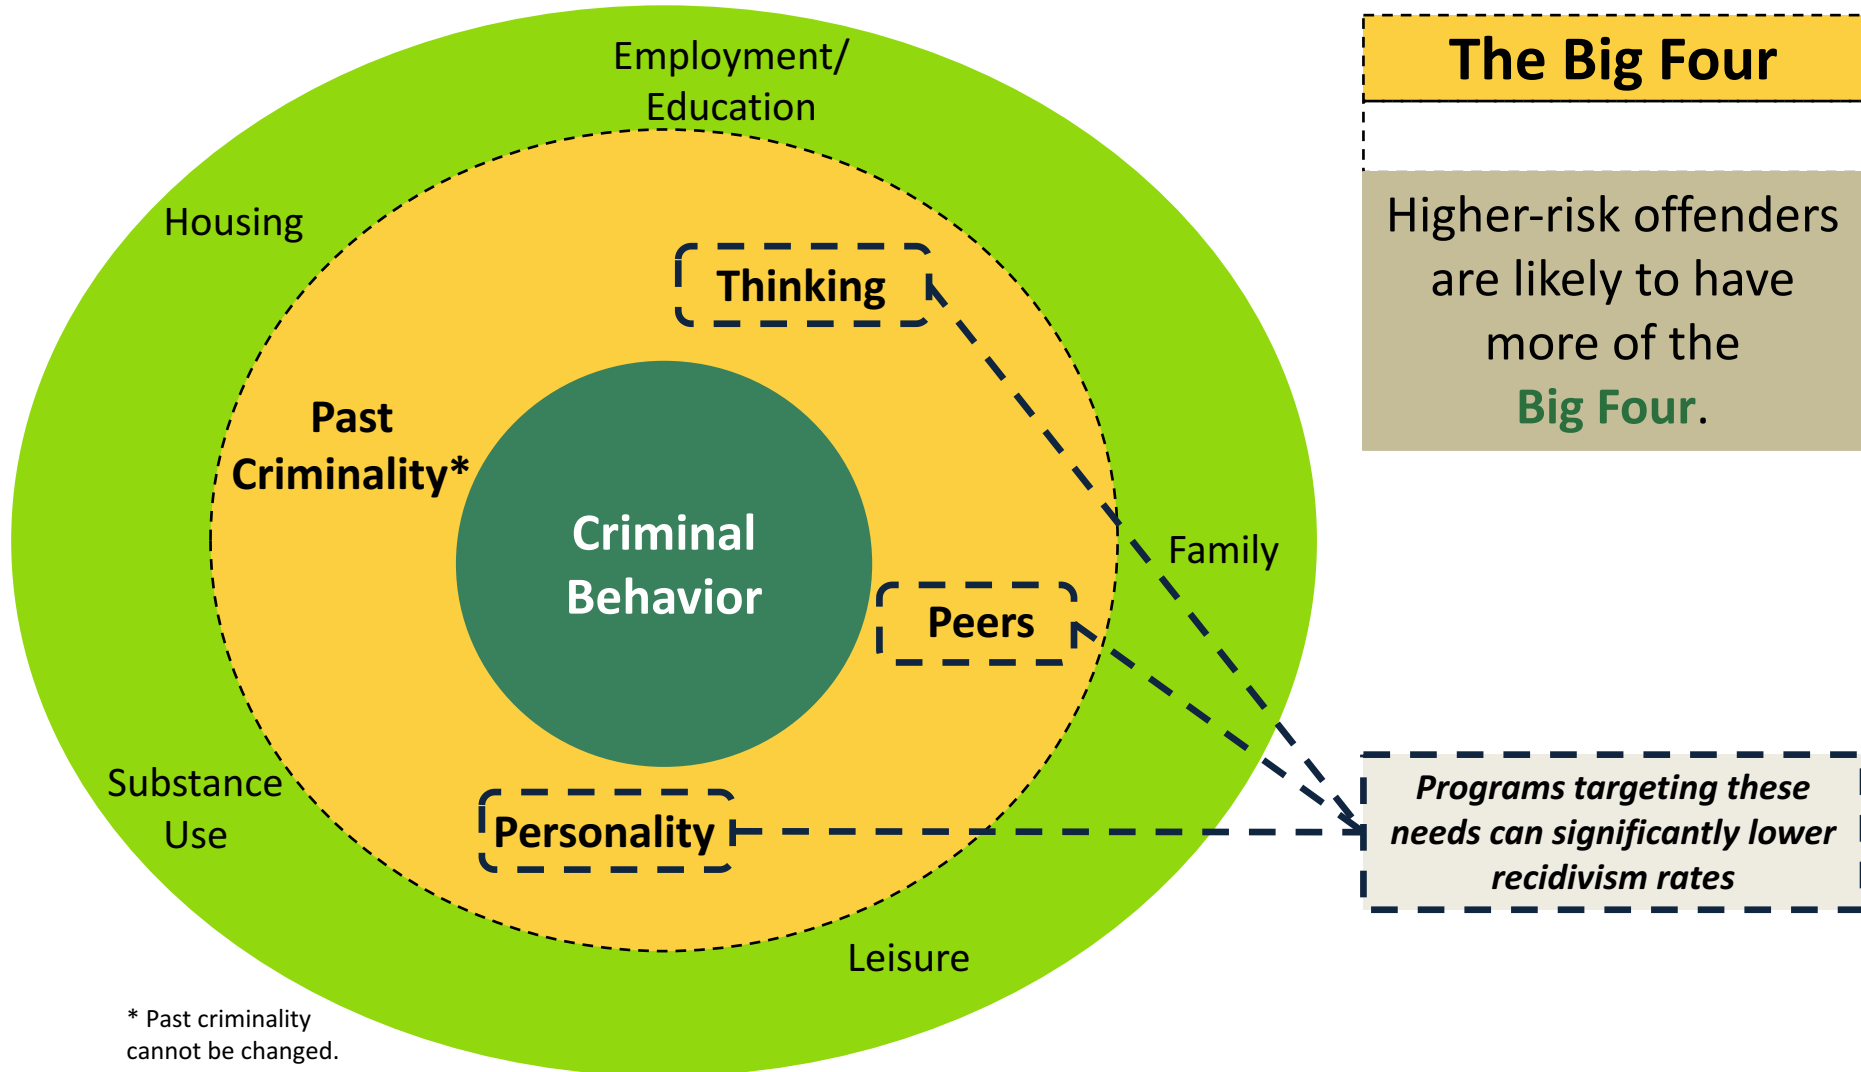 Employment/
Education
Housing
Thinking
Past
Criminality*
Criminal
Behavior
Family
Peers
Substance
Use
Personality
Leisure
* Past criminality
cannot be changed.
The Big Four
Higher-risk offenders
are likely to have
more of the
Big Four.
Programs targeting these
needs can significantly lower
recidivism rates